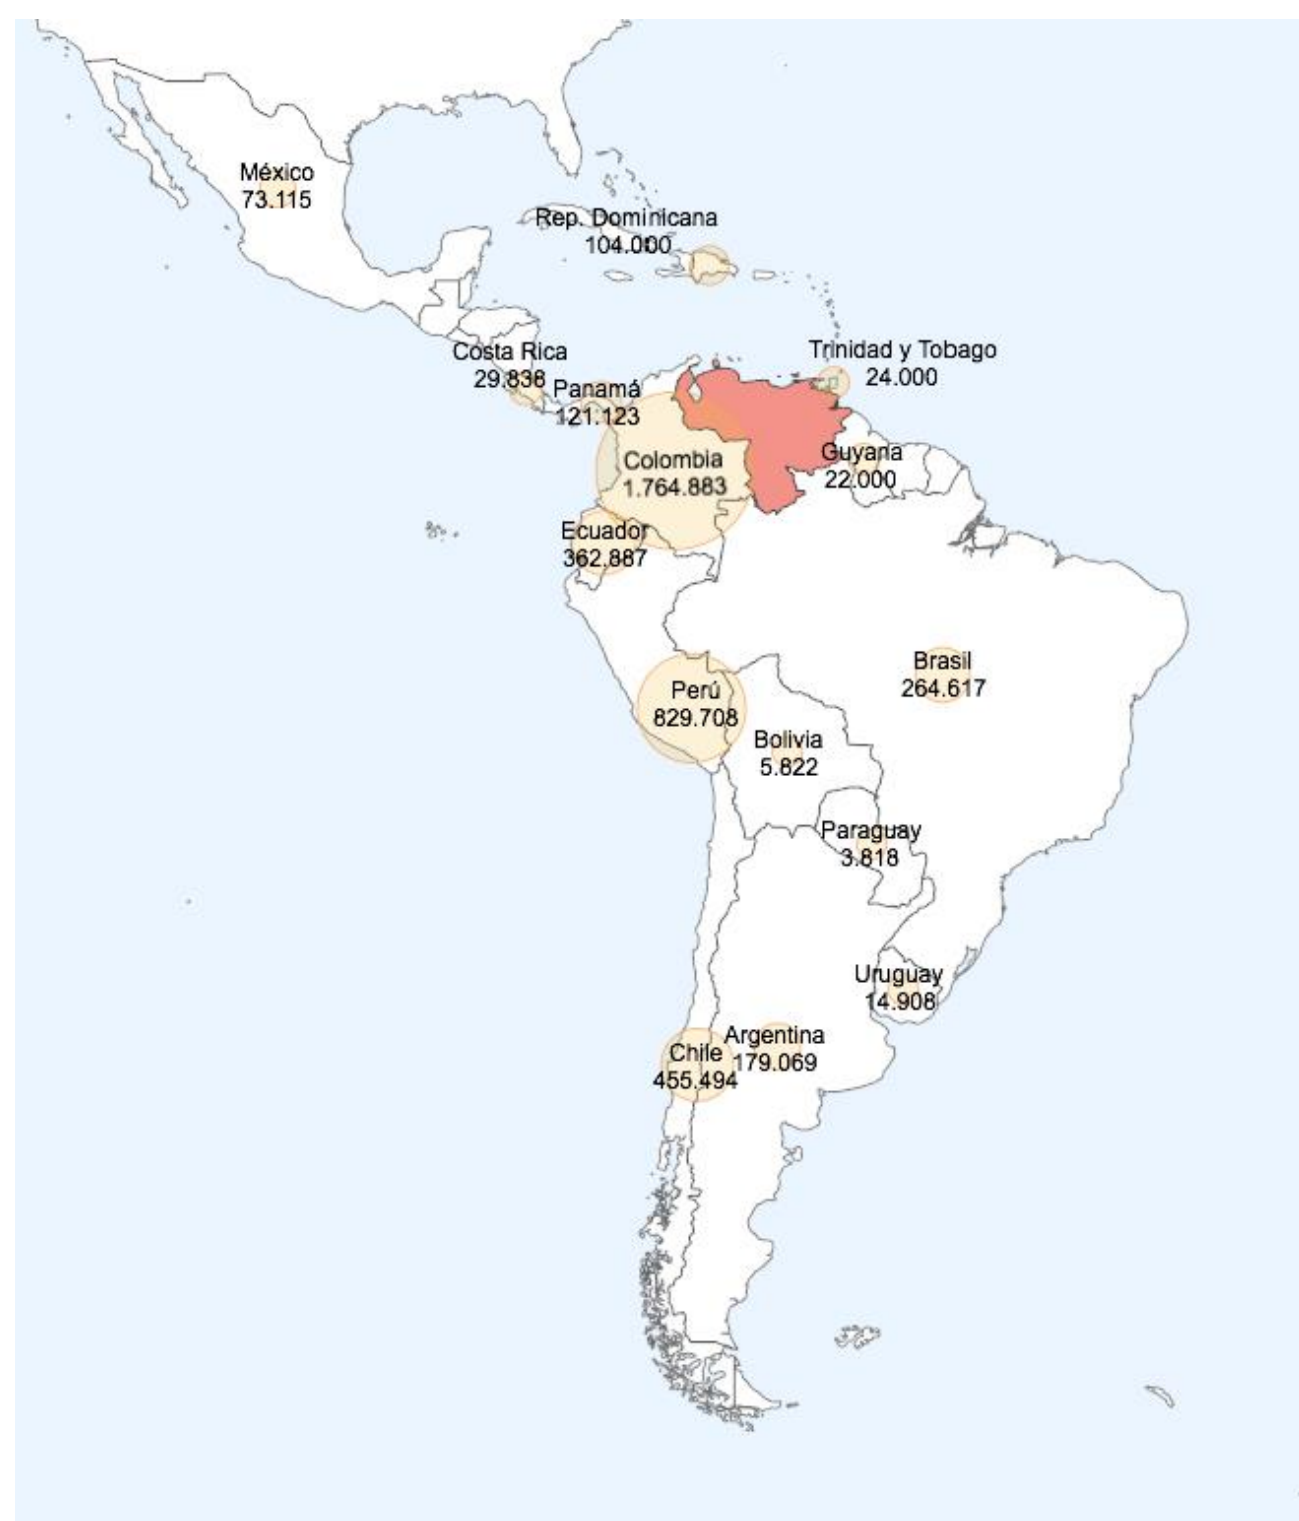 México
73.115
Rep. Dominicana
104.000
Trinidad y Tobago
24.000
Costa Rica
29.838
Panamá
121.123
Colombia
1.764.883
Guyana
22.000
Ecuador
362.887
Brasil
264.617
Perú
829.708
Bolivia
5.822
Paraguay
3.818
Uruguay
14.908
Argentina
179.069
Chile
455.494